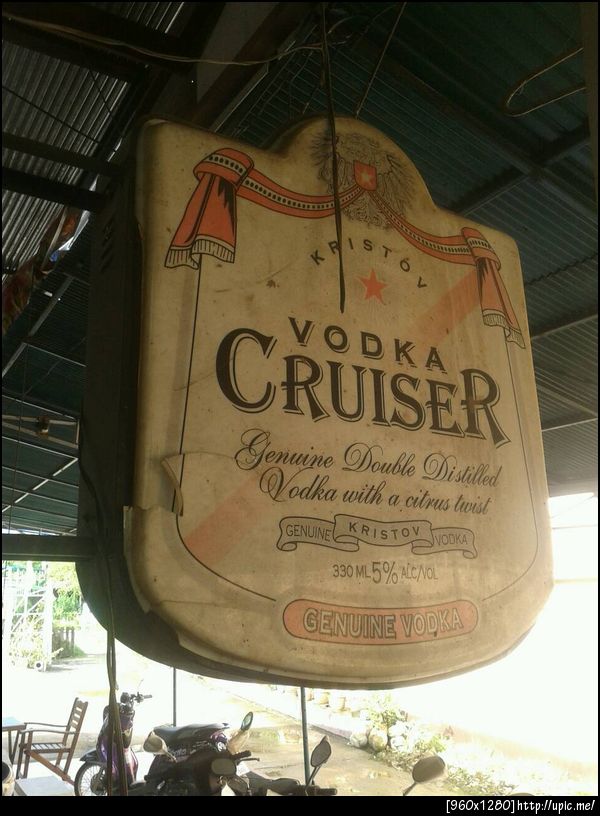 KRISTÓV
VODKA
CRUISER
Genuine Double Distilled
Vodka with a citrus twist
GENUINE KRISTOV VODKA
330 ML 5% ALC/VOL
GENUINE VODKA
[960x1280]http://upic.me/